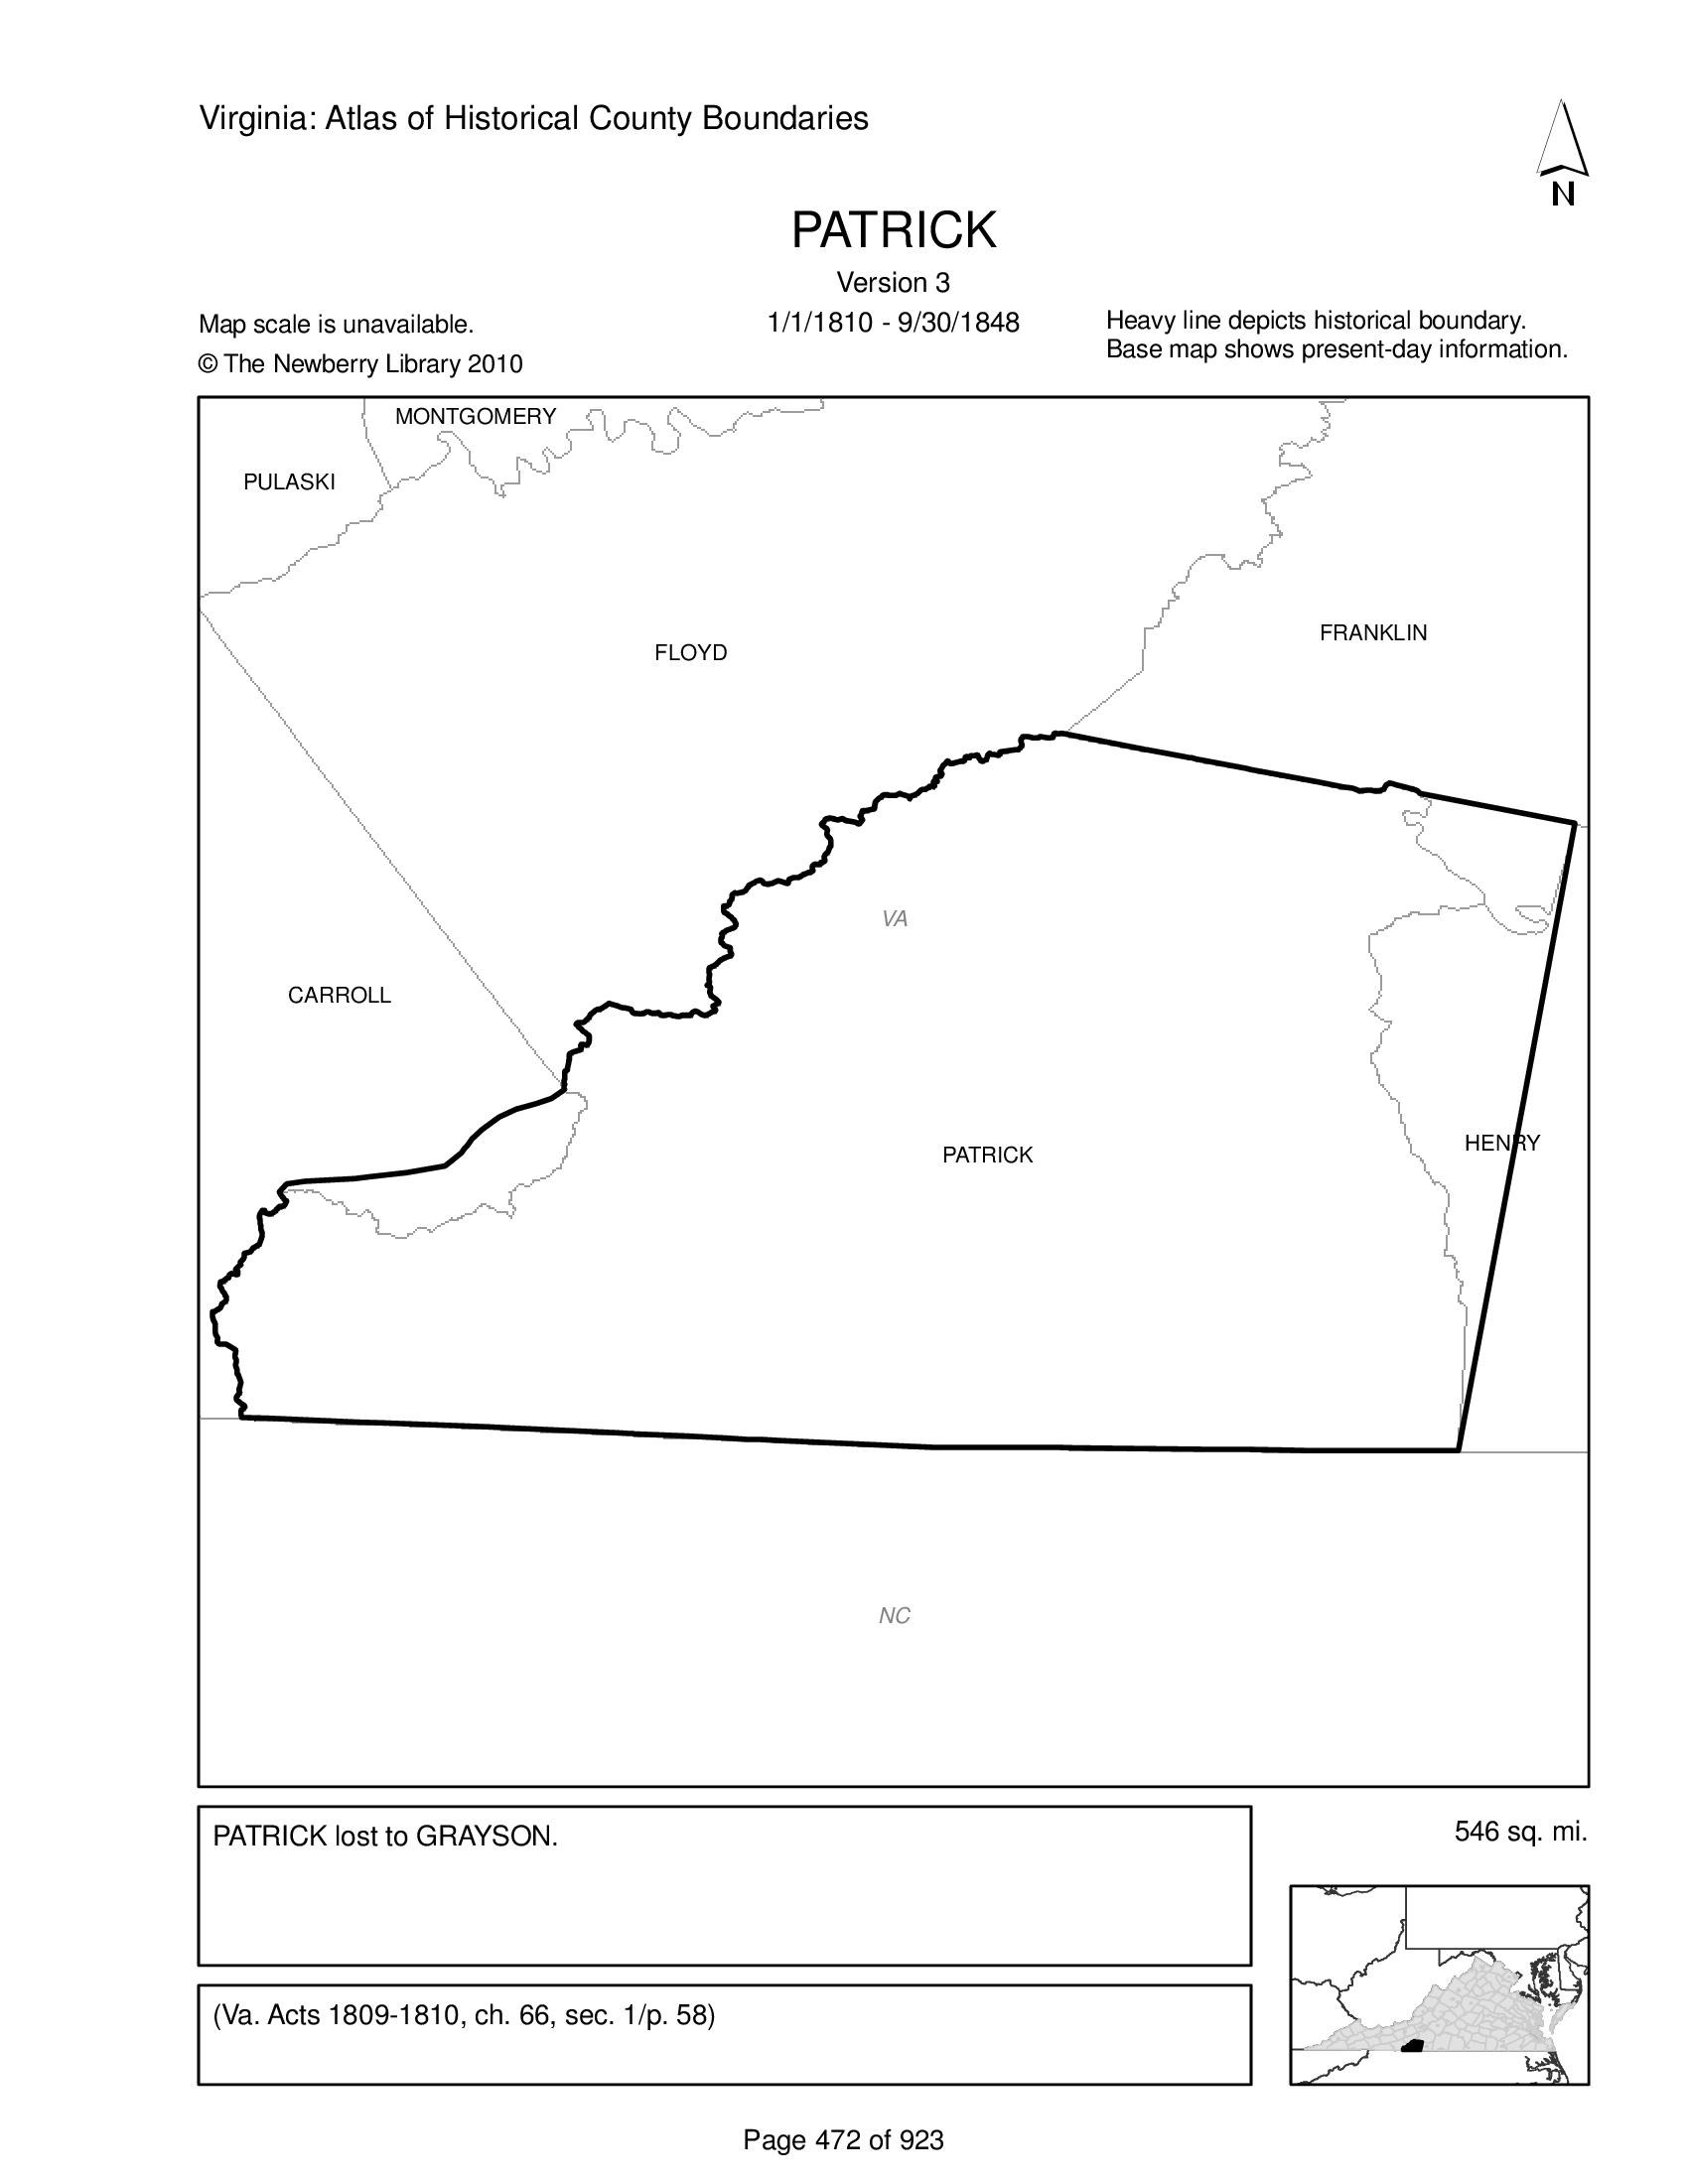 Virginia: Atlas of Historical County Boundaries
N
PATRICK
Version 3
1/1/1810 - 9/30/1848
Map scale is unavailable.
© The Newberry Library 2010
Heavy line depicts historical boundary.
Base map shows present-day information.
MONTGOMERY
PULASKI
FRANKLIN
FLOYD
VA
CARROLL
HENRY
PATRICK
NC
PATRICK lost to GRAYSON.
546 sq. mi.
(Va. Acts 1809-1810, ch. 66, sec. 1/p. 58)
Page 472 of 923